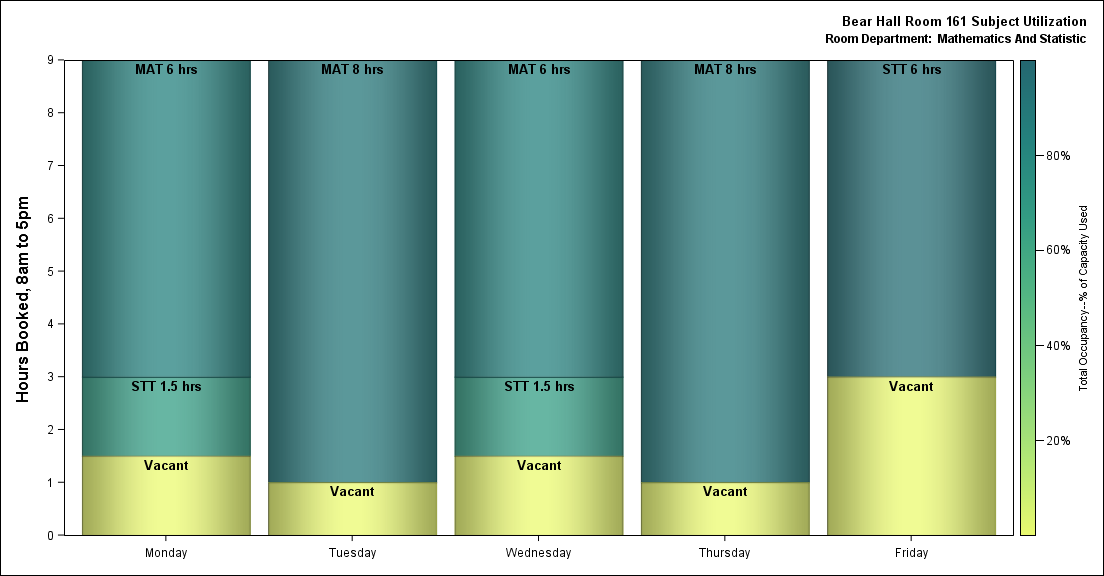 Bear Hall Room 161 Subject Utilization
Room Department: Mathematics And Statistic
Hours Booked, 8am to 5pm
9
8
7
6
5
4
3
2
1
0
MAT 6 hrs
STT 1.5 hrs
Vacant
MAT 8 hrs
Vacant
MAT 6 hrs
STT 1.5 hrs
Vacant
MAT 8 hrs
Vacant
STT 6 hrs
Vacant
Monday
Tuesday
Wednesday
Thursday
Friday
80%
60%
40%
20%
Total Occupancy--% of Capacity Used